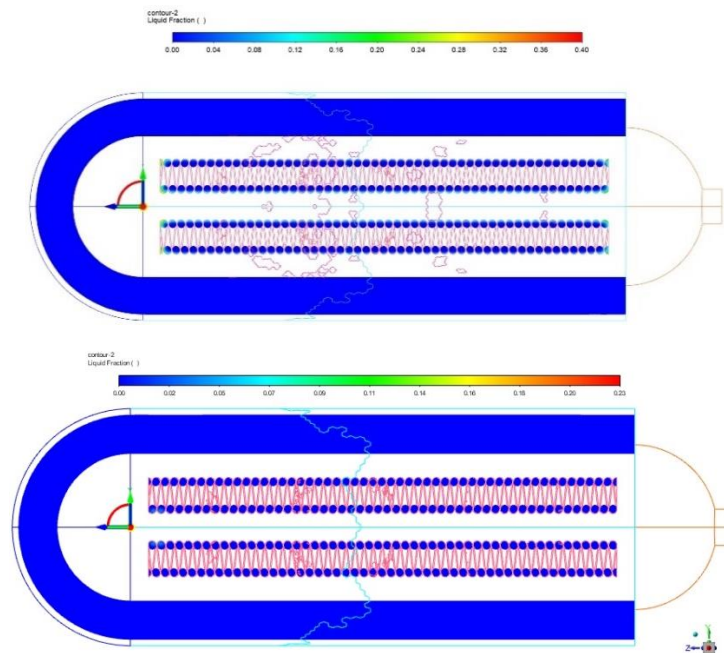 contour-2
Liquid Fraction ( )
0.00 0.04 0.08 0.12 0.16 0.20 0.24 0.28 0.32 0.36 0.40
contour-2
Liquid Fraction ( )
0.00 0.02 0.05 0.07 0.09 0.11 0.14 0.16 0.18 0.20 0.23
Y
Z